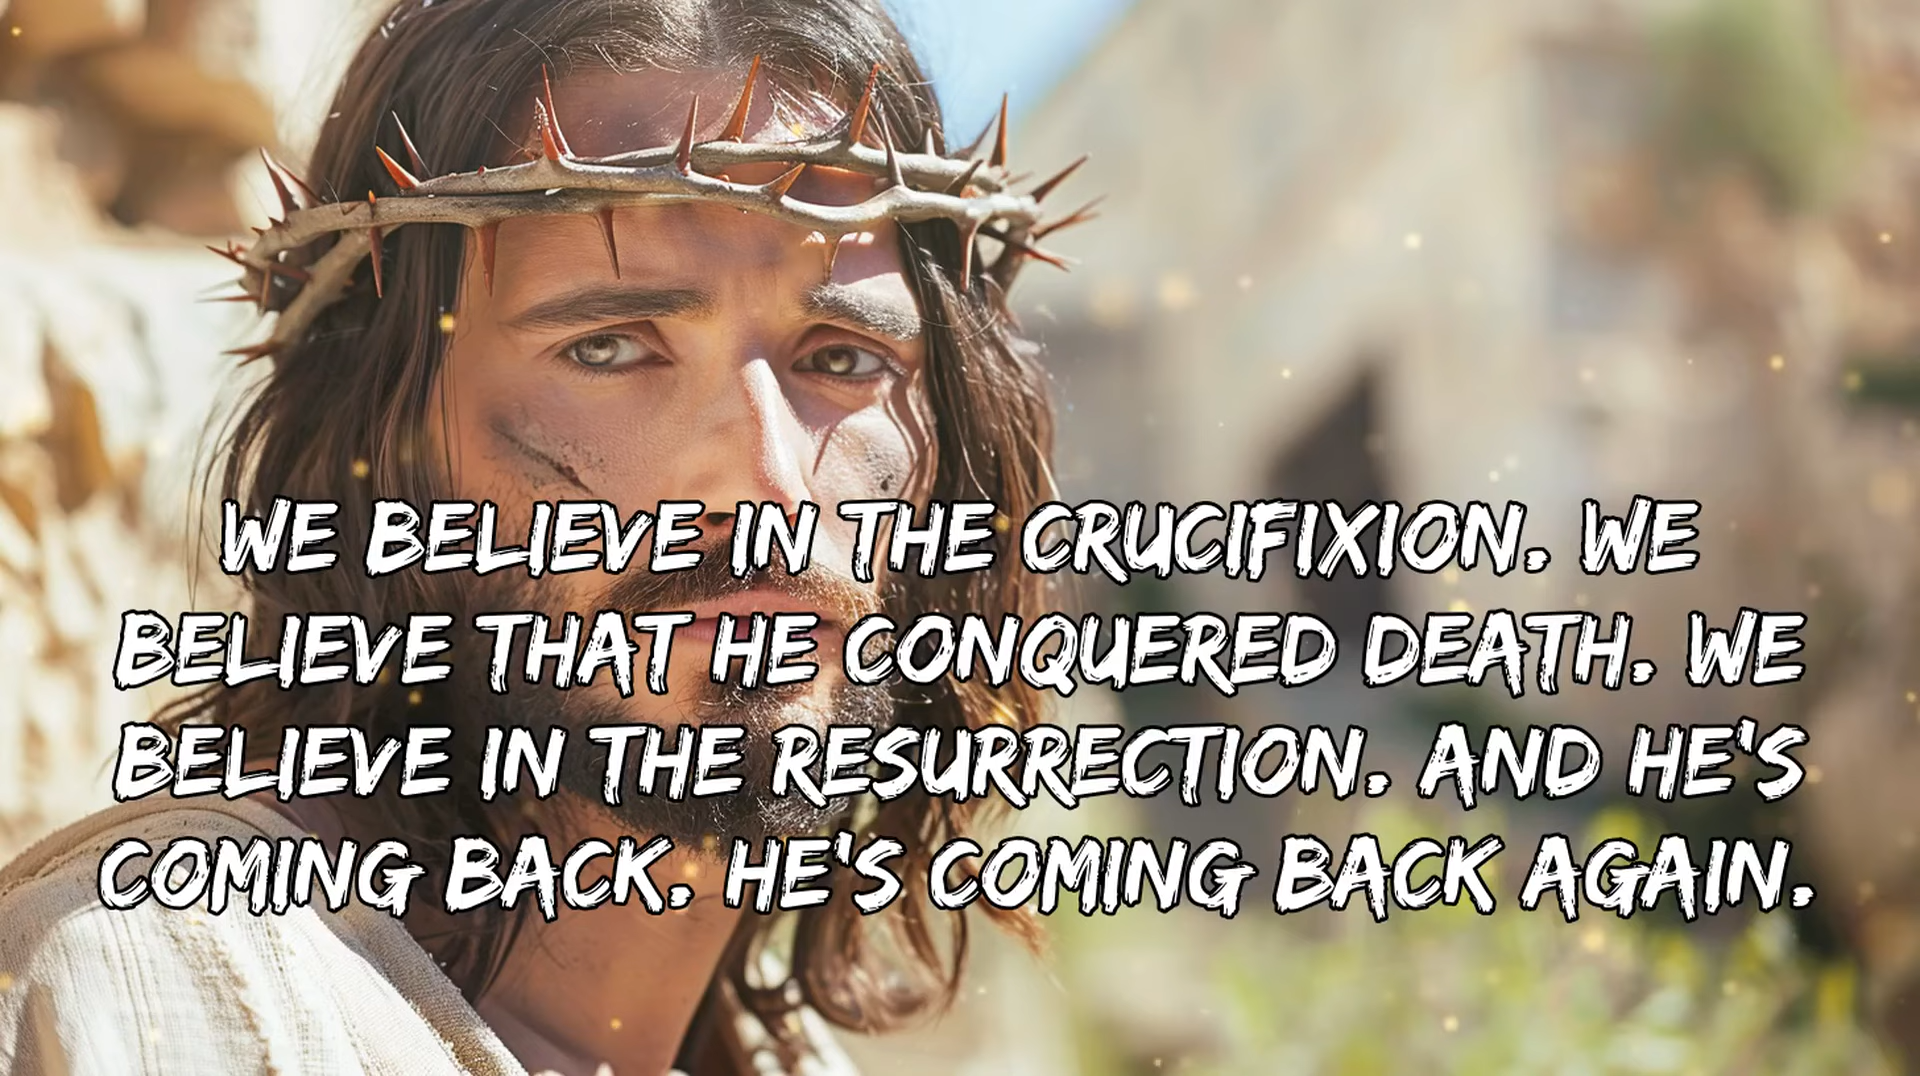 WE BELIEVE IN THE CRUCIFIXION. WE
BELIEVE THAT HE CONQUERED DEATH. WE
BELIEVE IN THE RESURRECTION. AND HE'S
COMING BACK. HE'S COMING BACK AGAIN.